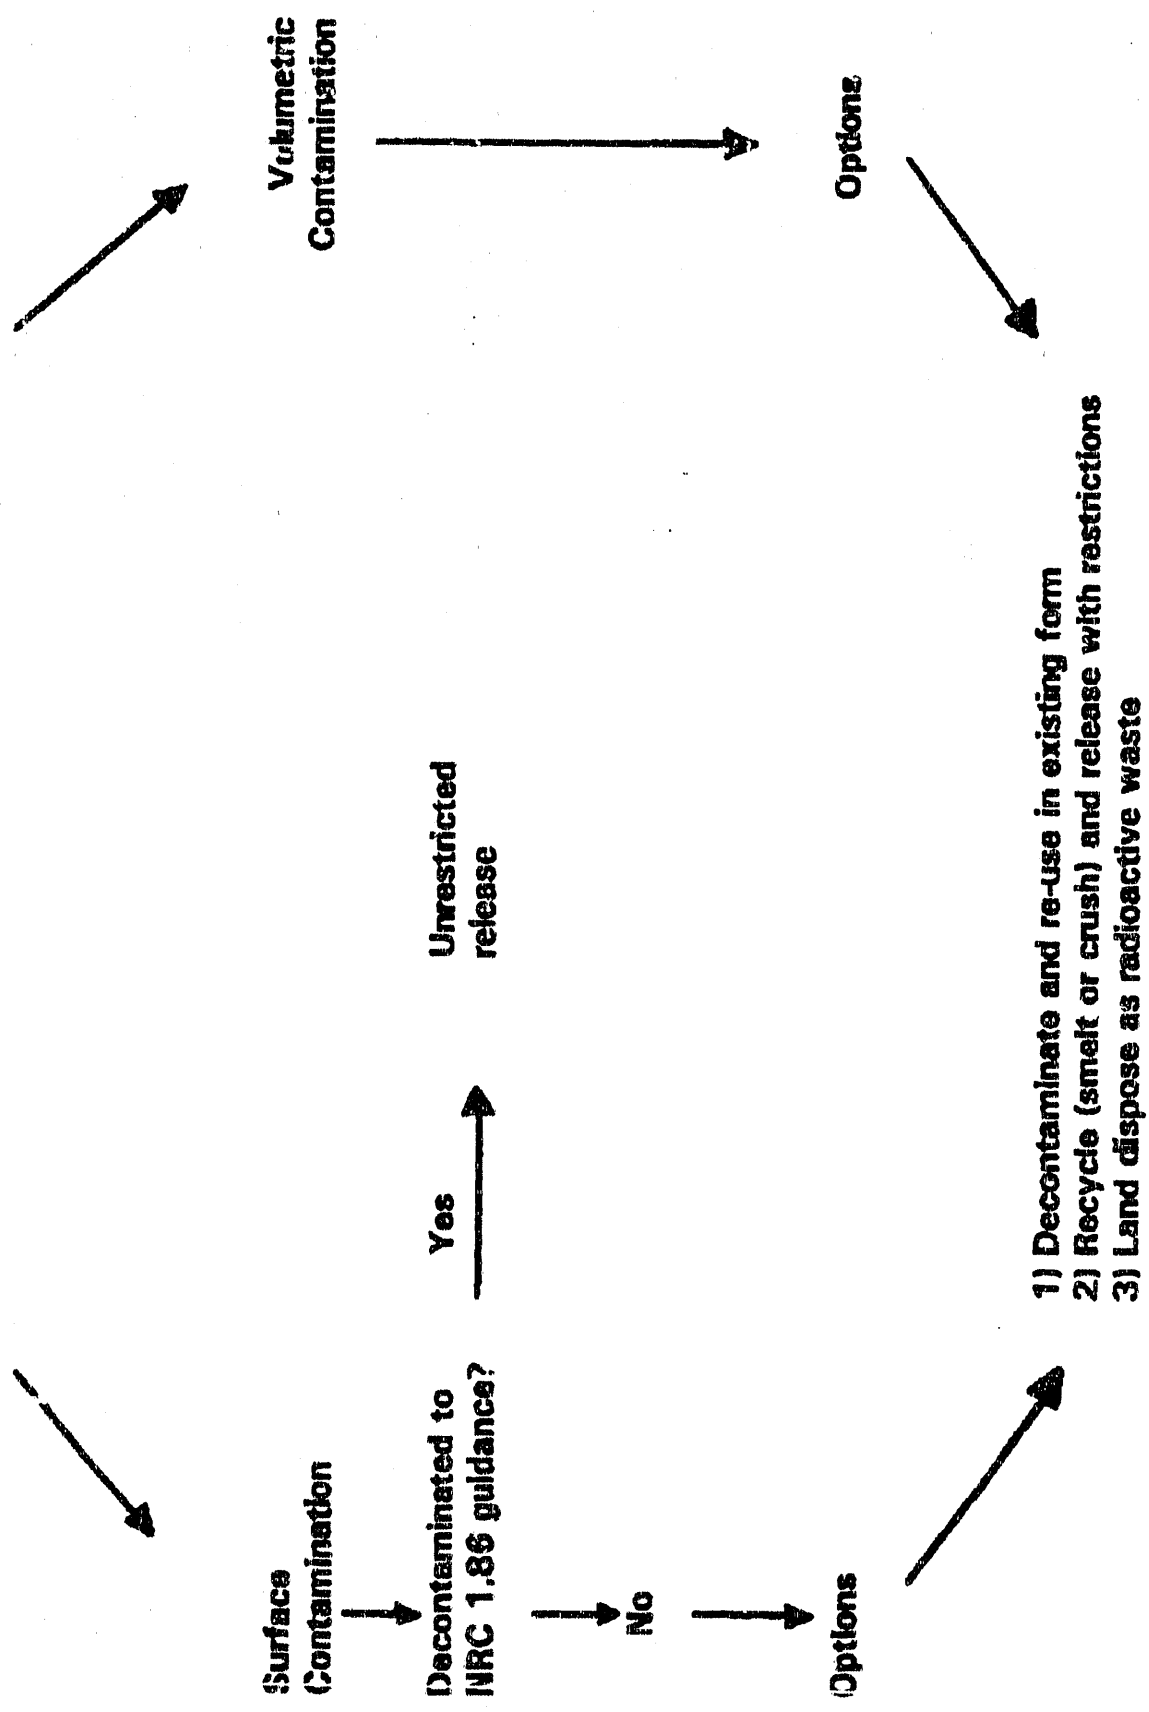 Surface
Contamination
Volumetric
Contamination
Decontaminated to
NRC 1.86 guidance?
Yes
Unrestricted
release
No
Options
Options
1) Decontaminate and re-use in existing form
2) Recycle (smelt or crush) and release with restrictions
3) Land dispose as radioactive waste